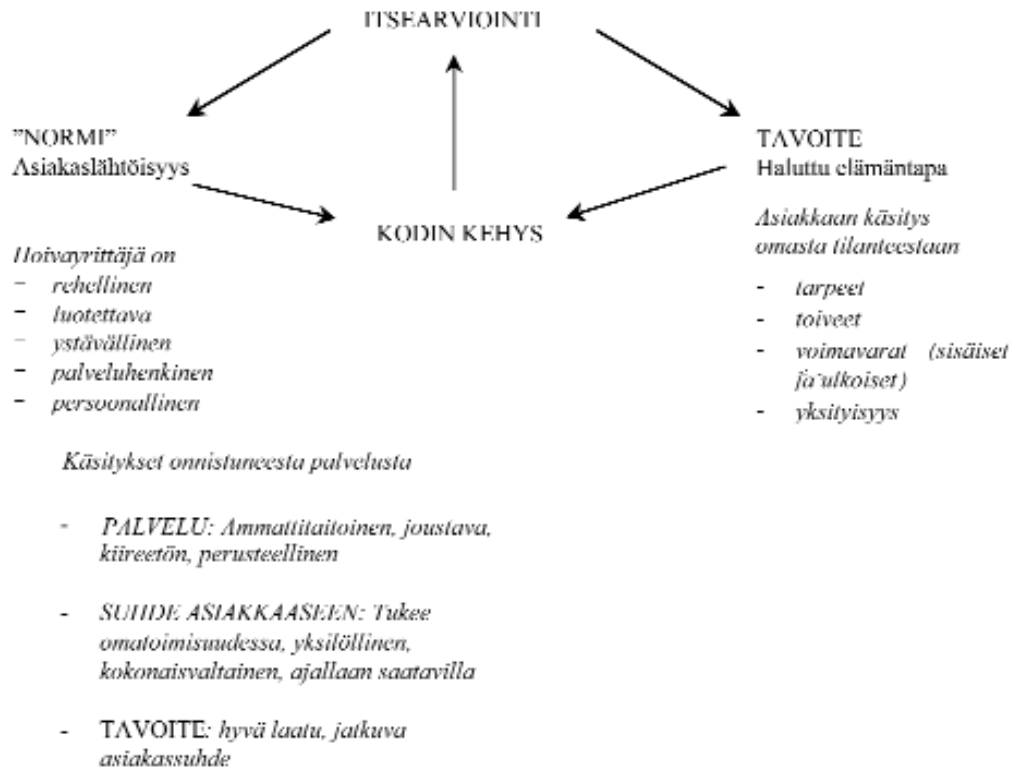 ITSEARVIOINTI
"NORMI"
Asiakaslähtöisyys
TAVOITE
Haluttu elämäntapa
KODIN KEHYS
Hoivayrittäjä on
- rehellinen
- luotettava
- ystävällinen
- palveluhenkinen
- persoonallinen
Asiakkaan käsitys
omasta tilanteestaan
- tarpeet
- toiveet
- voimavarat (sisäiset
ja ulkoiset)
- yksityisyys
Käsitykset onnistuneesta palvelusta
- PALVELU: Ammattitaitoinen, joustava,
kiireetön, perusteellinen
- SUHDE ASIAKKAASEEN: Tukee
omatoimisuudessa, yksilöllinen,
kokonaisvaltainen, ajallaan saatavilla
- TAVOITE: hyvä laatu, jatkuva
asiakassuhde